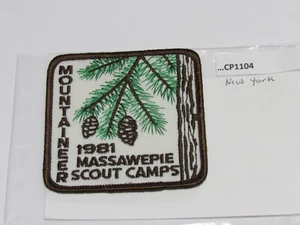 ...CP1104
New York
MOUNTAINEER
1981
MASSAWEPIE
SCOUT CAMPS